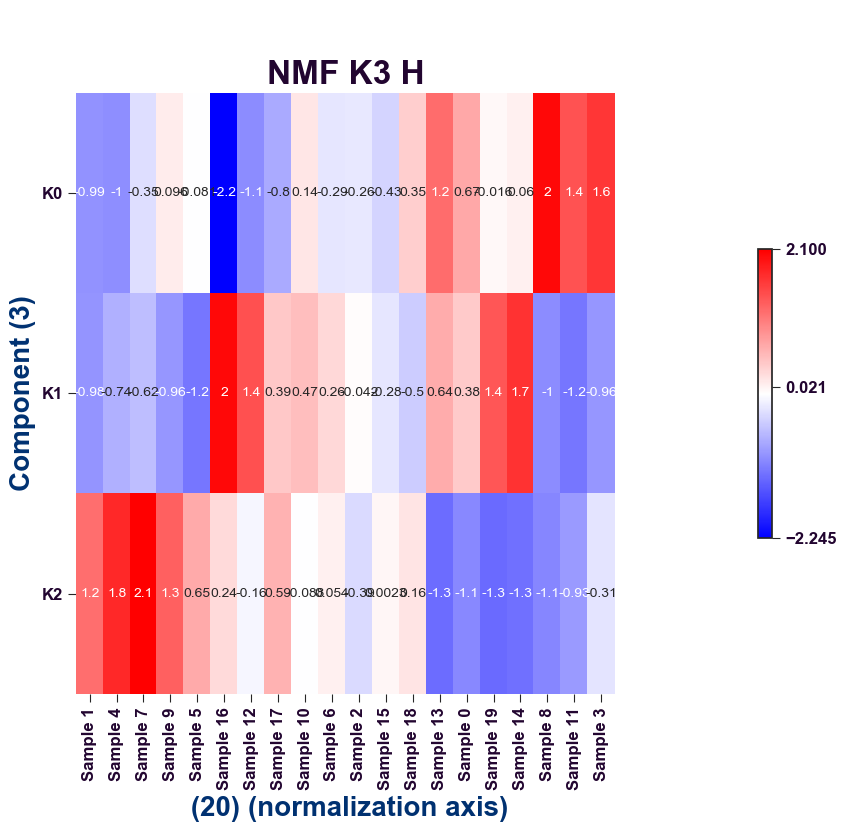 NMF K3 H
K0
-0.99 -1 -0.35 0.096 -0.08 -2.2 -1.1 -0.8 0.14 -0.29 -0.26 -0.43 0.35 1.2 0.67 0.016 0.06 2 1.4 1.6
2.100
Component (3)
K1
-0.98 -0.74 -0.62 -0.96 -1.2 2 1.4 0.39 0.47 0.26 -0.042 -0.28 -0.5 0.64 0.38 1.4 1.7 -1 -1.2 -0.96
0.021
−2.245
K2
1.2 1.8 2.1 1.3 0.65 0.24 -0.16 0.59 -0.088 0.054 -0.39 0.0023 0.16 -1.3 -1.1 -1.3 -1.3 -1.1 -0.93 -0.31
Sample 1
Sample 4
Sample 7
Sample 9
Sample 5
Sample 16
Sample 12
Sample 17
Sample 10
Sample 6
Sample 2
Sample 15
Sample 18
Sample 13
Sample 0
Sample 19
Sample 14
Sample 8
Sample 11
Sample 3
(20) (normalization axis)